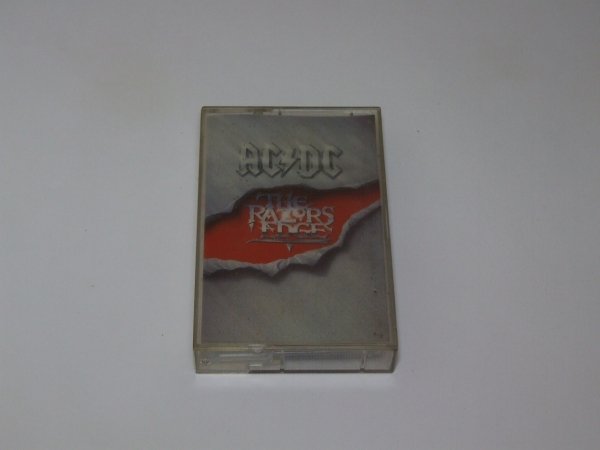 AC/DC
THE
RAZORS
EDGE